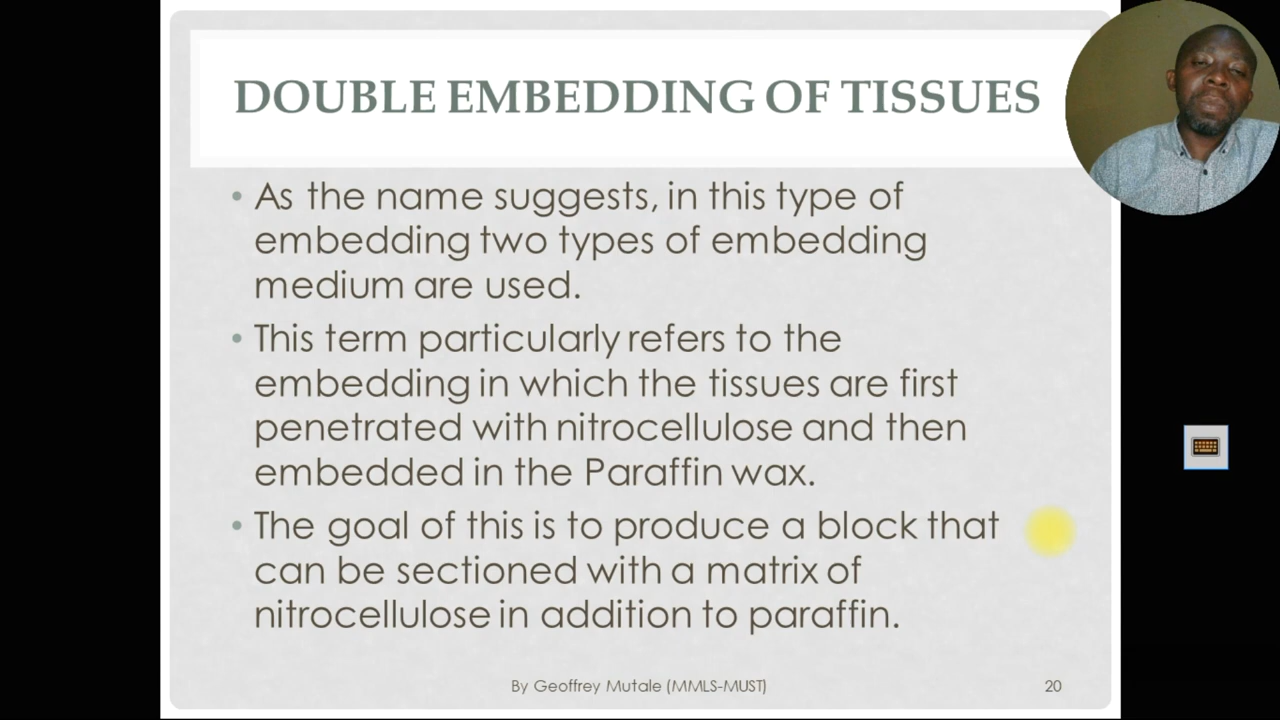 DOUBLE EMBEDDING OF TISSUES
• As the name suggests, in this type of
embedding two types of embedding
medium are used.
• This term particularly refers to the
embedding in which the tissues are first
penetrated with nitrocellulose and then
embedded in the Paraffin wax.
• The goal of this is to produce a block that
can be sectioned with a matrix of
nitrocellulose in addition to paraffin.
By Geoffrey Mutale (MMLS-MUST)
20